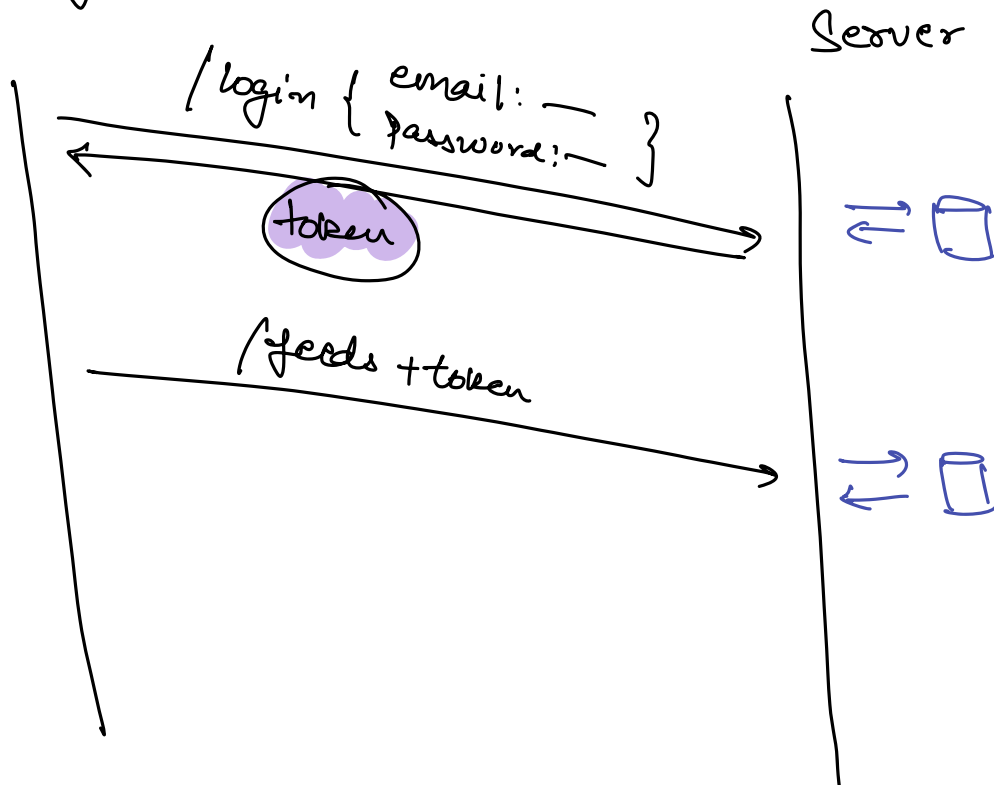 Server
/login { email: —
password: — }
token
/feeds + token